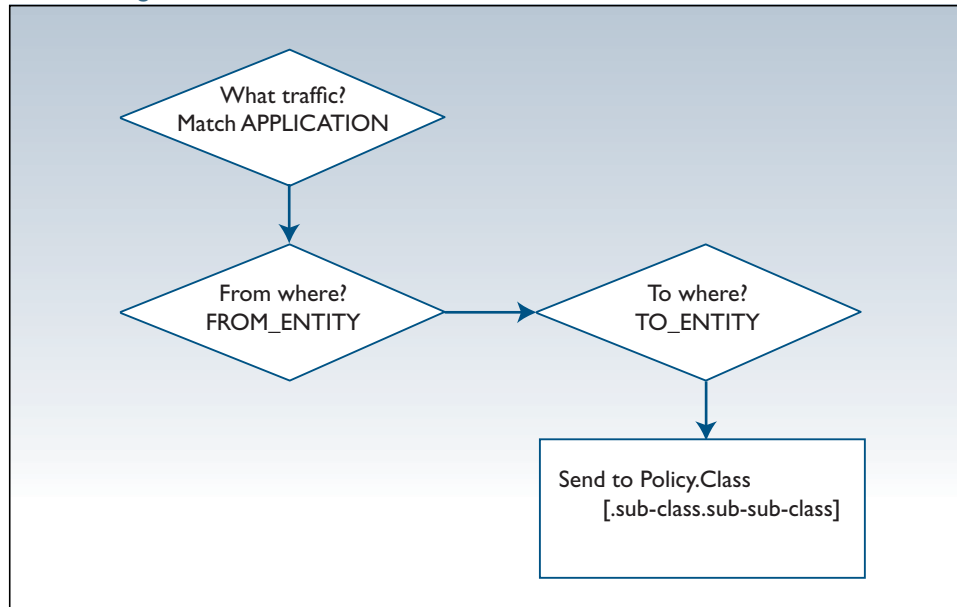 What traffic?
Match APPLICATION
From where?
FROM_ENTITY
To where?
TO_ENTITY
Send to Policy.Class
[.sub-class.sub-sub-class]